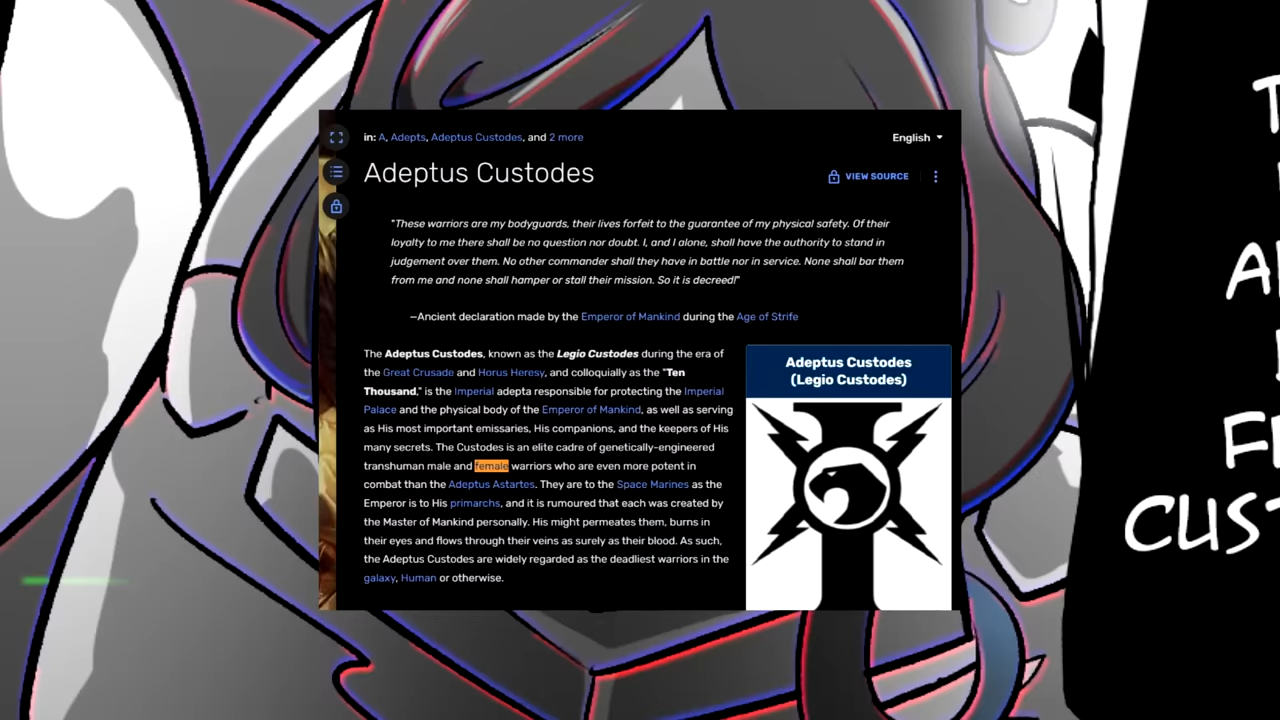 in: A, Adepts, Adeptus Custodes, and 2 more
English
Adeptus Custodes
VIEW SOURCE
"These warriors are my bodyguards, their lives forfeit to the guarantee of my physical safety. Of their
loyalty to me there shall be no question nor doubt. I, and I alone, shall have the authority to stand in
judgement over them. No other commander shall they have in battle nor in service. None shall bar them
from me and none shall hamper or stall their mission. So it is decreed!"
—Ancient declaration made by the Emperor of Mankind during the Age of Strife
The Adeptus Custodes, known as the Legio Custodes during the era of
the Great Crusade and Horus Heresy, and colloquially as the "Ten
Thousand," is the Imperial adepta responsible for protecting the Imperial
Palace and the physical body of the Emperor of Mankind, as well as serving
as His most important emissaries, His companions, and the keepers of His
many secrets. The Custodes is an elite cadre of genetically-engineered
transhuman male and female warriors who are even more potent in
combat than the Adeptus Astartes. They are to the Space Marines as the
Emperor is to His primarchs, and it is rumoured that each was created by
the Master of Mankind personally. His might permeates them, burns in
their eyes and flows through their veins as surely as their blood. As such,
the Adeptus Custodes are widely regarded as the deadliest warriors in the
galaxy, Human or otherwise.
Adeptus Custodes
(Legio Custodes)
CUST